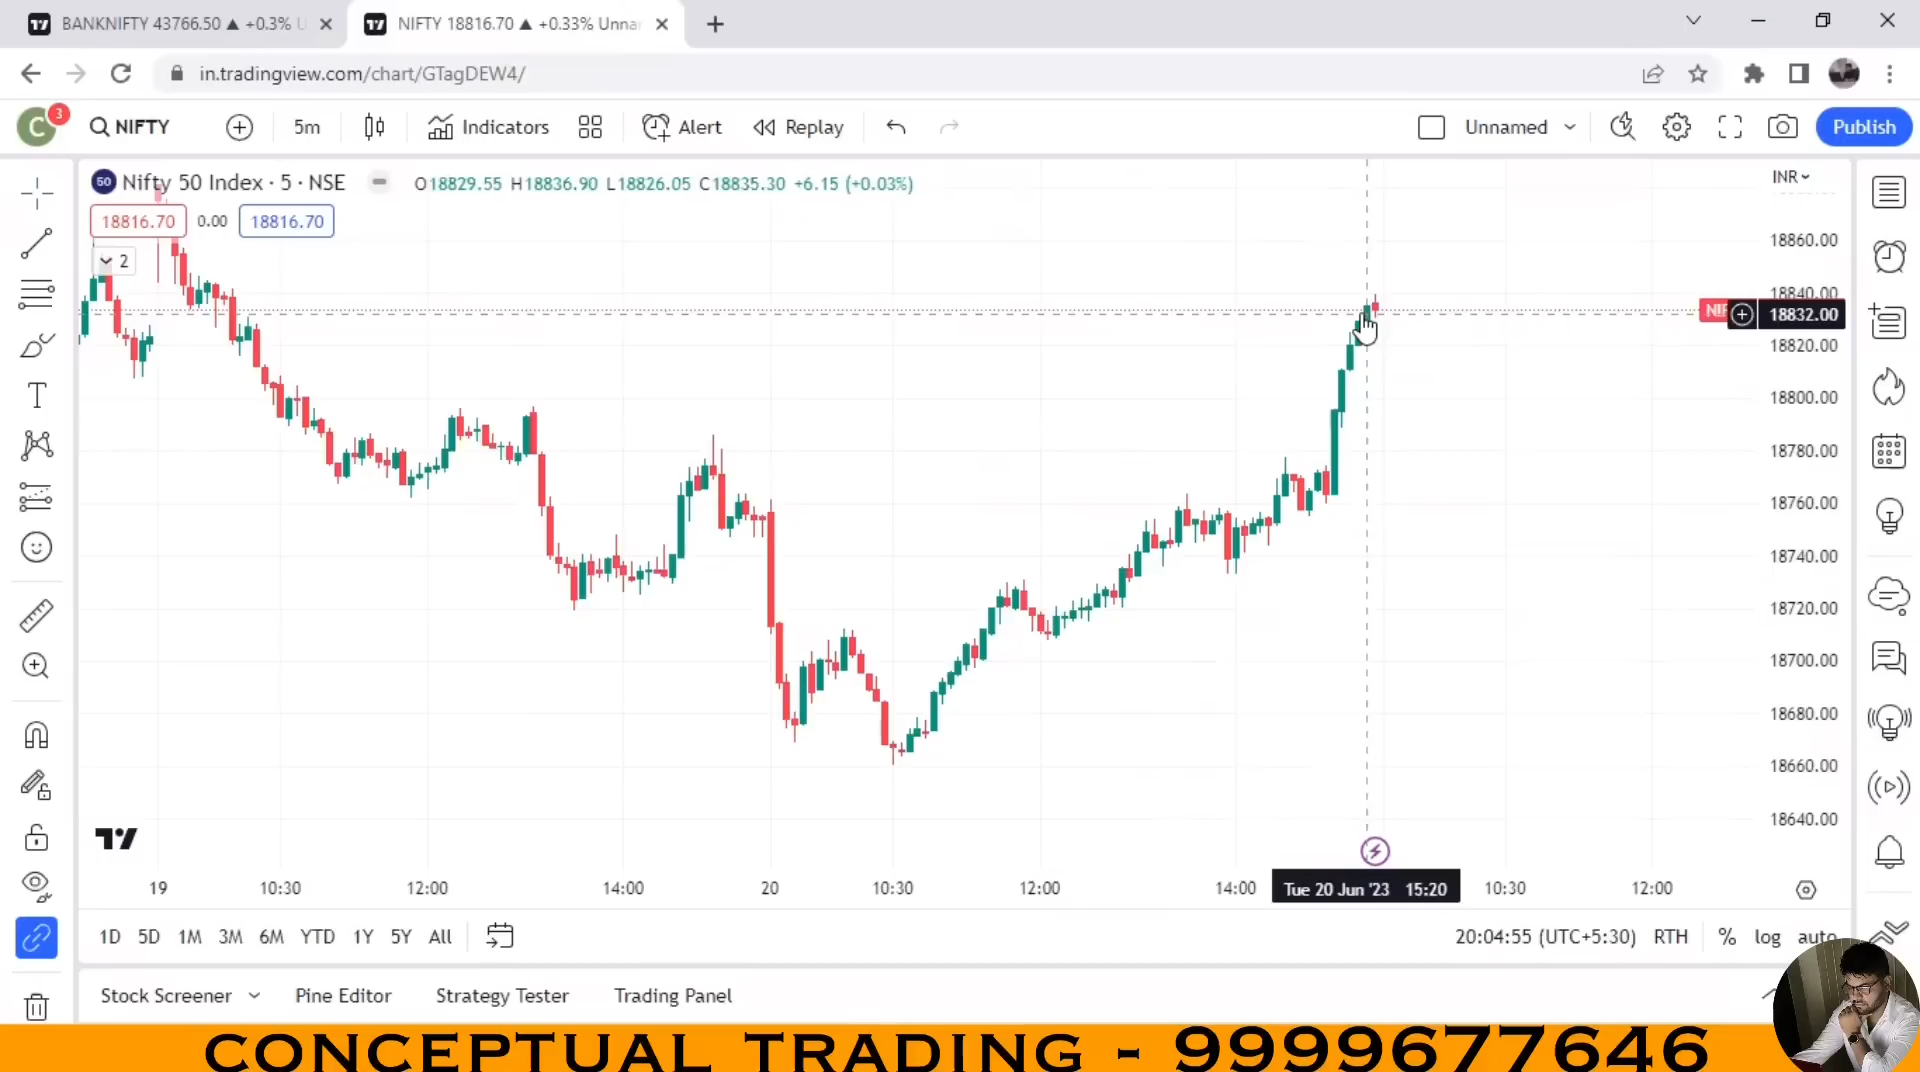 BANKNIFTY 43766.50 ▲ +0.3% U
NIFTY 18816.70 ▲ +0.33% Unna
in.tradingview.com/chart/GTagDEW4/
C 3 NIFTY 5m Indicators Alert Replay Unnamed Publish
50 Nifty 50 Index · 5 · NSE O18829.55 H18836.90 L18826.05 C18835.30 +6.15 (+0.03%) INR
18816.70 0.00 18816.70
2
18860.00
18840.00
NIF 18832.00
18820.00
18800.00
18780.00
18760.00
18740.00
18720.00
18700.00
18680.00
18660.00
18640.00
19 10:30 12:00 14:00 20 10:30 12:00 14:00 Tue 20 Jun '23 15:20 10:30 12:00
1D 5D 1M 3M 6M YTD 1Y 5Y All 20:04:55 (UTC+5:30) RTH % log auto
Stock Screener Pine Editor Strategy Tester Trading Panel
CONCEPTUAL TRADING - 9999677646